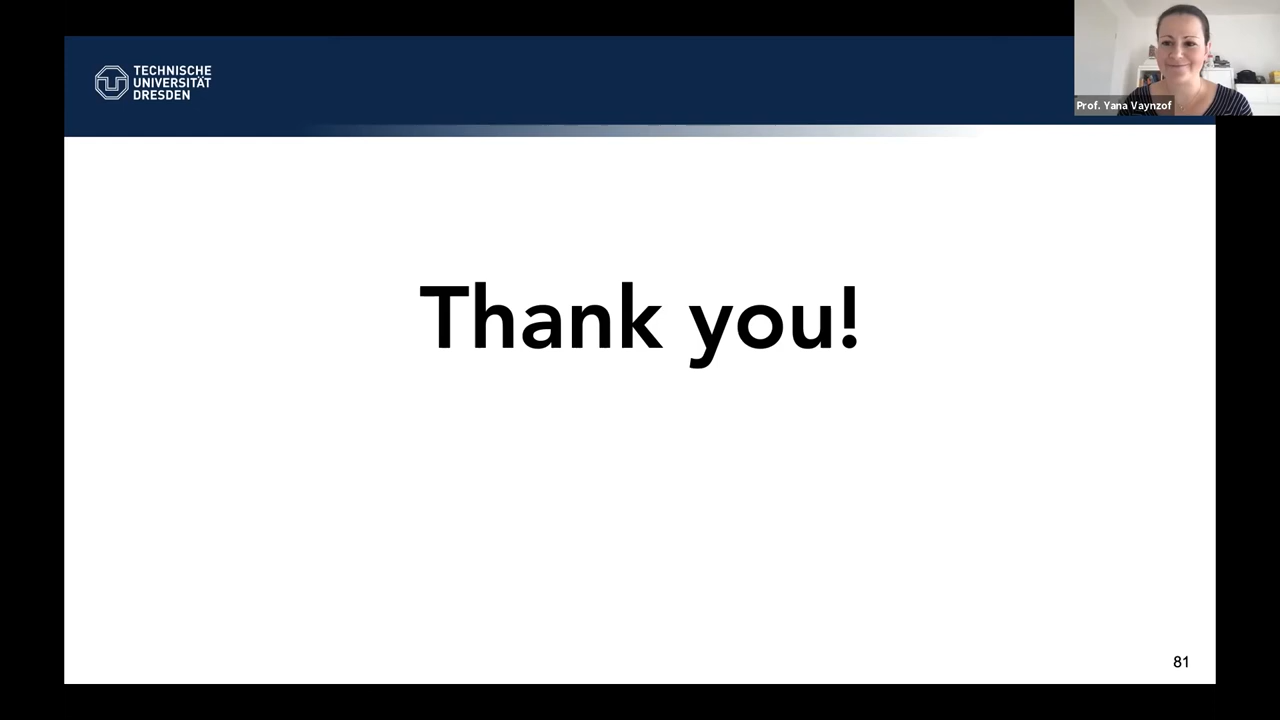 TECHNISCHE
UNIVERSITÄT
DRESDEN
Prof. Yana Vaynzof
Thank you!
81